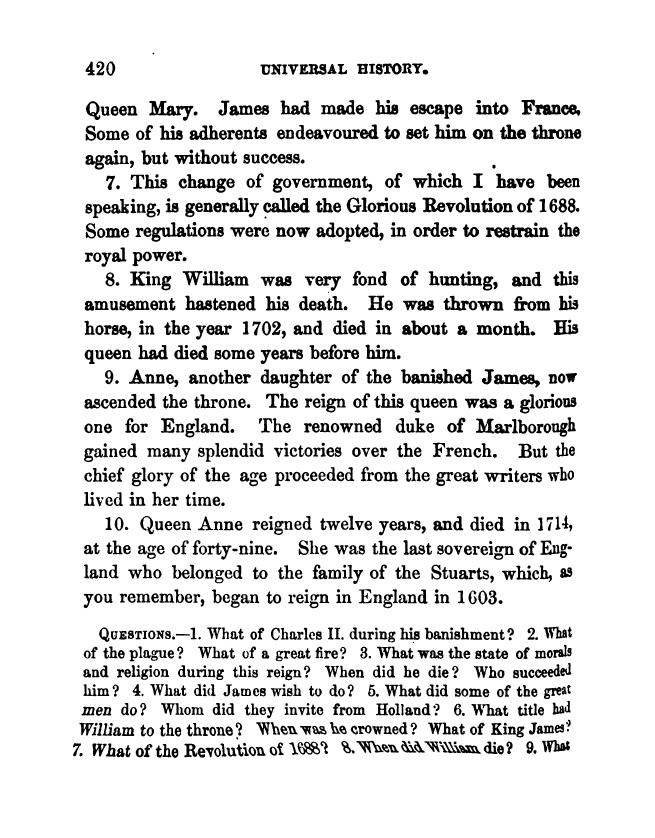 420 UNIVERSAL HISTORY.
Queen Mary. James had made his escape into France.
Some of his adherents endeavoured to set him on the throne
again, but without success.
7. This change of government, of which I have been
speaking, is generally called the Glorious Revolution of 1688.
Some regulations were now adopted, in order to restrain the
royal power.
8. King William was very fond of hunting, and this
amusement hastened his death. He was thrown from his
horse, in the year 1702, and died in about a month. His
queen had died some years before him.
9. Anne, another daughter of the banished James, now
ascended the throne. The reign of this queen was a glorious
one for England. The renowned duke of Marlborough
gained many splendid victories over the French. But the
chief glory of the age proceeded from the great writers who
lived in her time.
10. Queen Anne reigned twelve years, and died in 1714,
at the age of forty-nine. She was the last sovereign of Eng-
land who belonged to the family of the Stuarts, which, as
you remember, began to reign in England in 1603.
QUESTIONS.—1. What of Charles II. during his banishment? 2. What
of the plague? What of a great fire? 3. What was the state of morals
and religion during this reign? When did he die? Who succeeded
him? 4. What did James wish to do? 5. What did some of the great
men do? Whom did they invite from Holland? 6. What title had
William to the throne? When was he crowned? What of King James?
7. What of the Revolution of 1688? 8. When did William die? 9. What